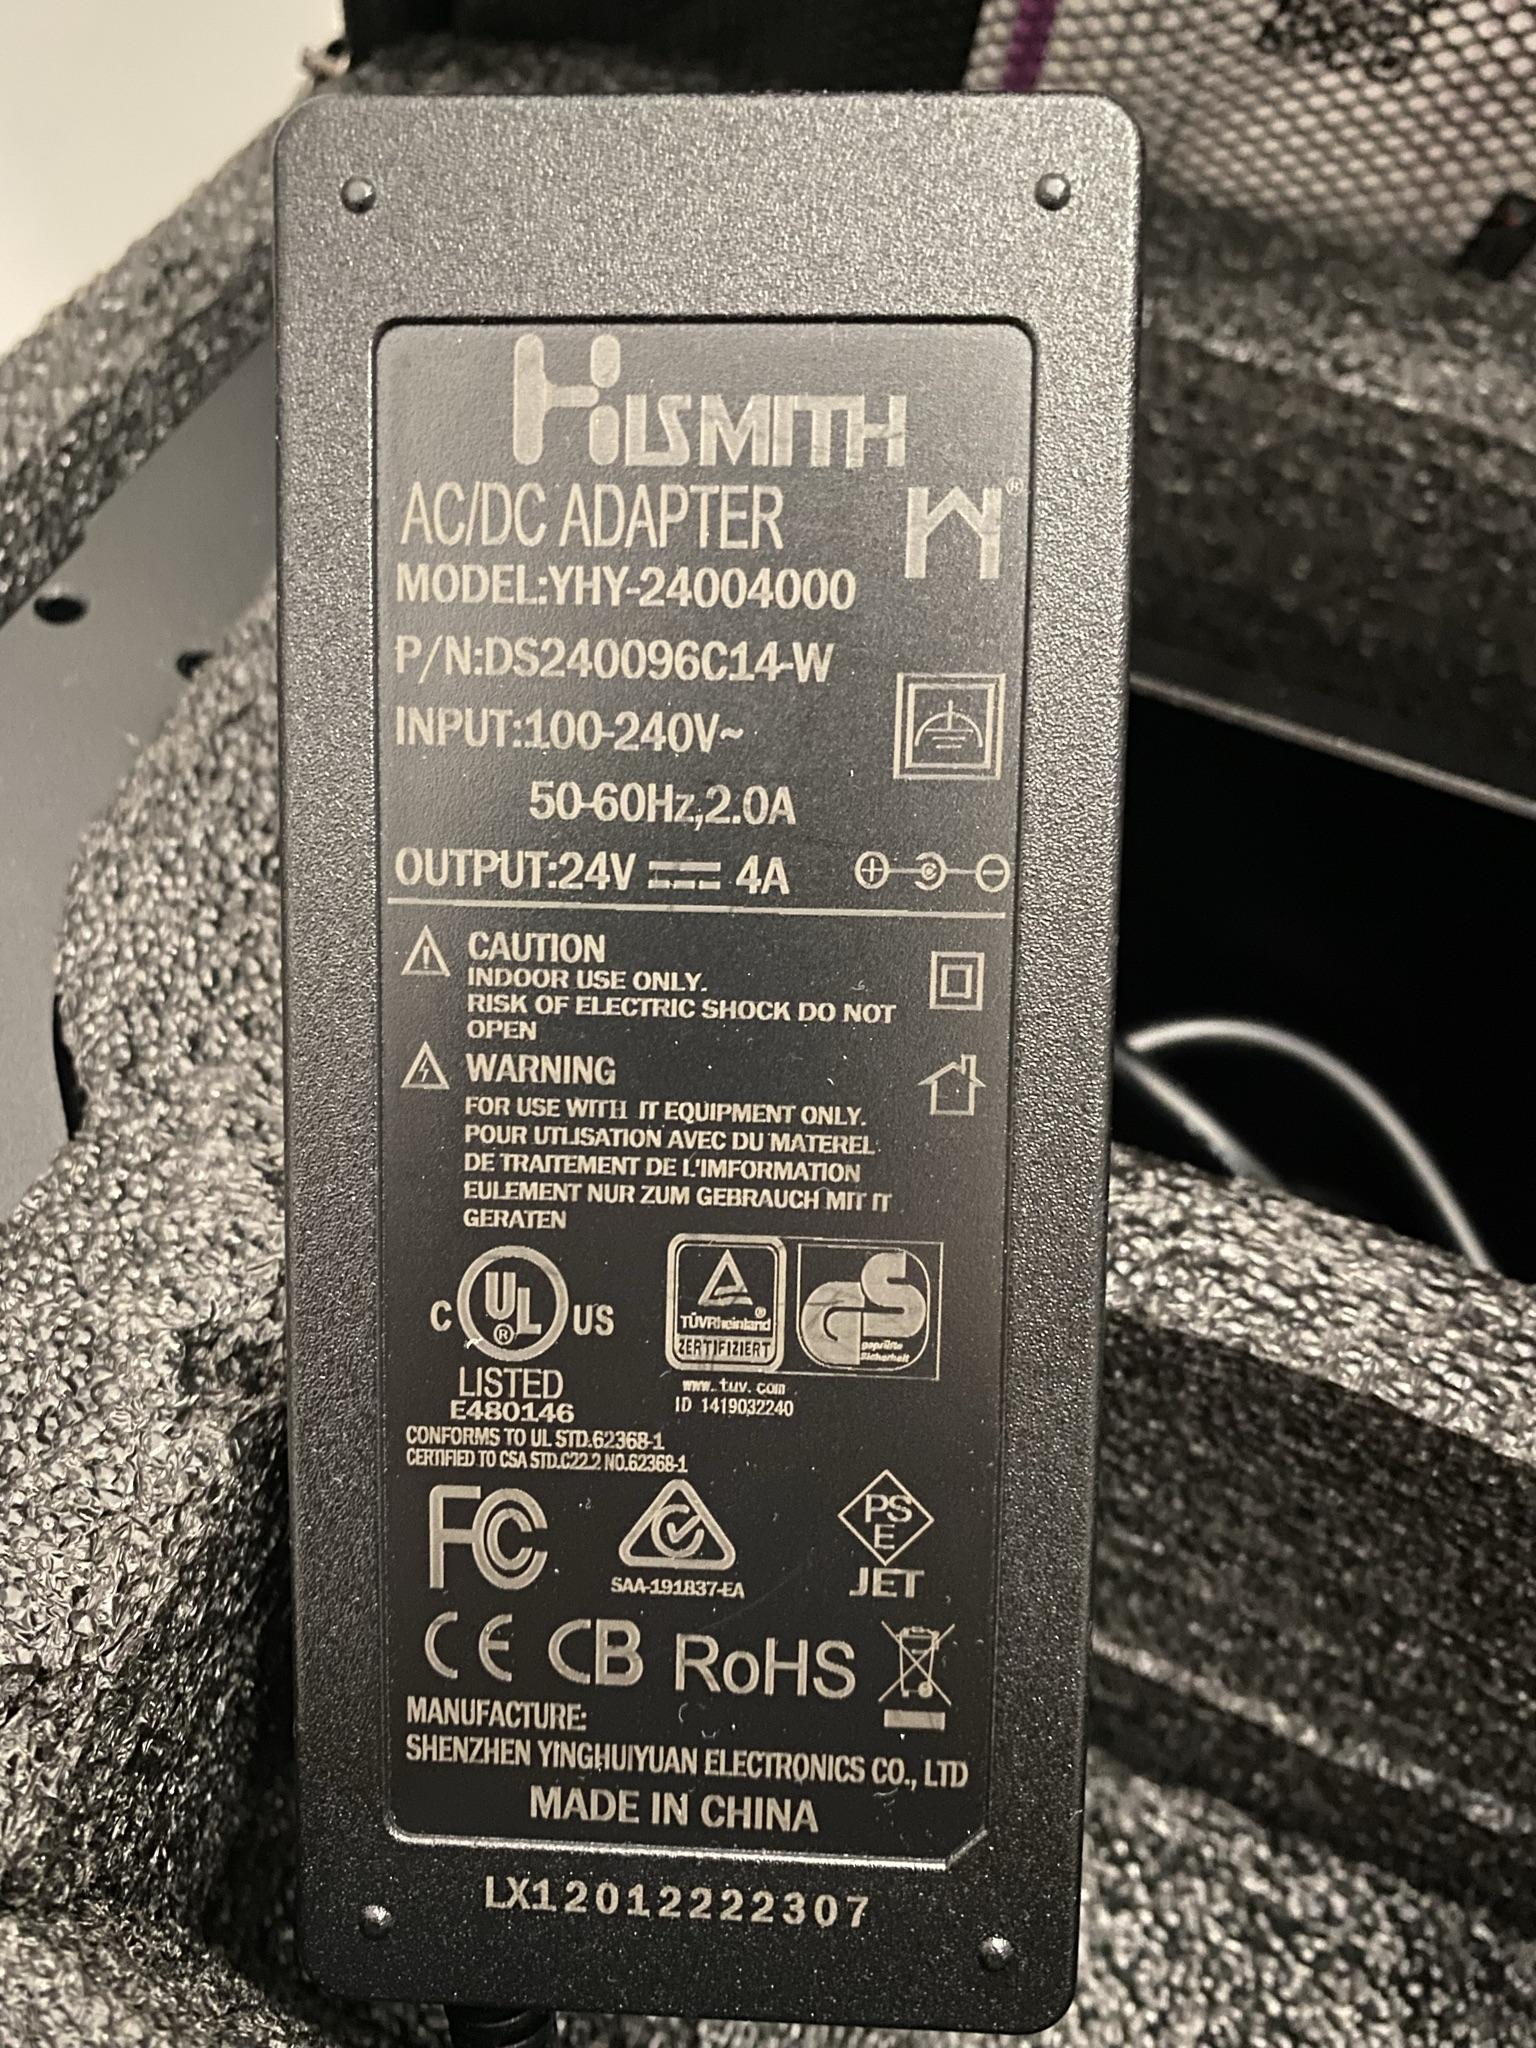 HILSMITH
AC/DC ADAPTER
MODEL:YHY-24004000
P/N:DS240096C14-W
INPUT:100-240V~
50-60Hz,2.0A
OUTPUT:24V ⎓ 4A
CAUTION
INDOOR USE ONLY.
RISK OF ELECTRIC SHOCK DO NOT
OPEN
WARNING
FOR USE WITH IT EQUIPMENT ONLY.
POUR UTLISATION AVEC DU MATEREL
DE TRAITEMENT DE L'IMFORMATION
EULEMENT NUR ZUM GEBRAUCH MIT IT
GERATEN
C UL® US
LISTED
E480146
TÜVRheinland®
ZERTIFIZIERT
GS
geprüfte
Sicherheit
www.tuv.com
ID 1419032240
CONFORMS TO UL STD.62368-1
CERTIFIED TO CSA STD.C22.2 NO.62368-1
FC
SAA-191837-EA
PS
E
JET
CE CB RoHS
MANUFACTURE:
SHENZHEN YINGHUIYUAN ELECTRONICS CO., LTD
MADE IN CHINA
LX12012222307